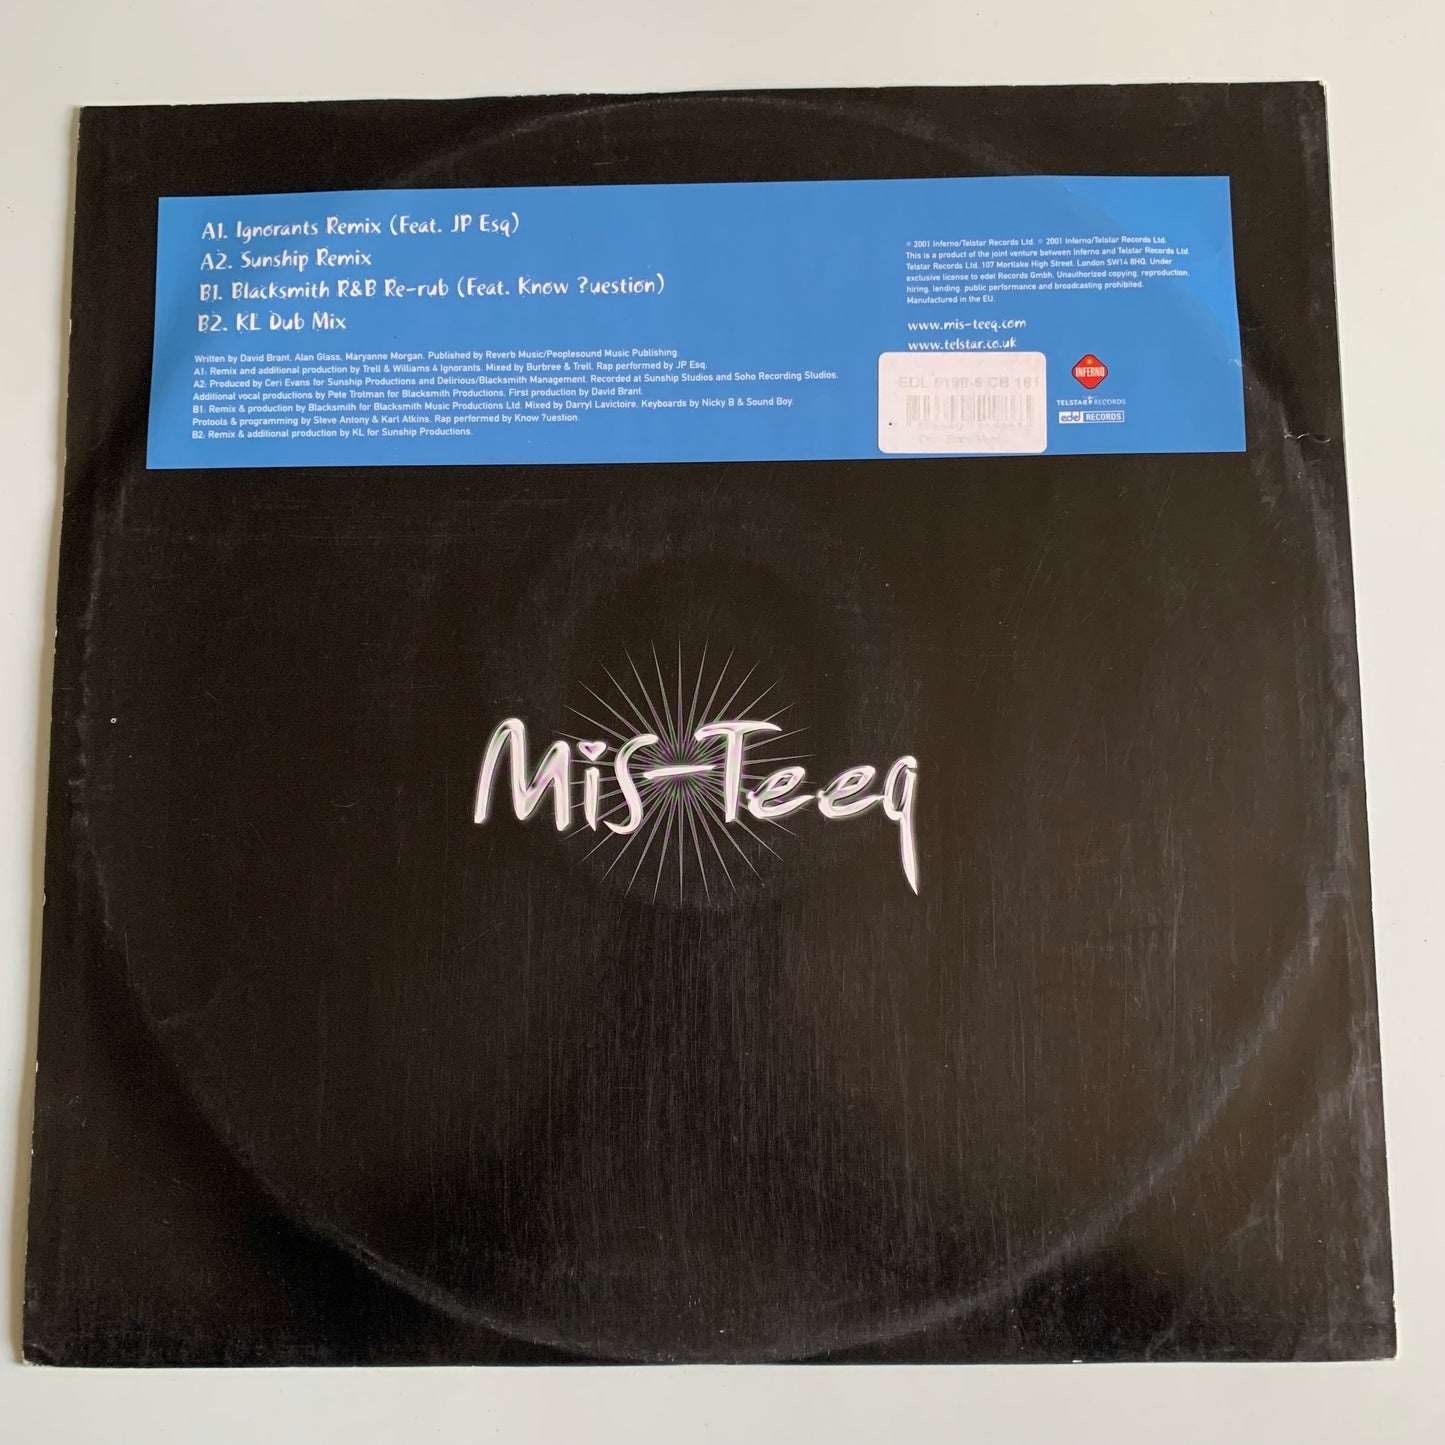 A1. Ignorants Remix (Feat. JP Esq)
A2. Sunship Remix
B1. Blacksmith R&B Re-rub (Feat. Know ?uestion)
B2. KL Dub Mix
Written by David Brant, Alan Glass, Maryanne Morgan. Published by Reverb Music/Peoplesound Music Publishing.
A1: Remix and additional production by Trell & Williams 4 Ignorants. Mixed by Burbree & Trell. Rap performed by JP Esq.
A2: Produced by Ceri Evans for Sunship Productions and Delirious/Blacksmith Management. Recorded at Sunship Studios and Soho Recording Studios.
Additional vocal productions by Pete Trotman for Blacksmith Productions. First production by David Brant.
B1: Remix & production by Blacksmith for Blacksmith Music Productions Ltd. Mixed by Darryl Lavictoire. Keyboards by Nicky B & Sound Boy.
Protools & programming by Steve Antony & Karl Atkins. Rap performed by Know ?uestion.
B2: Remix & additional production by KL for Sunship Productions.
℗ 2001 Inferno/Telstar Records Ltd. © 2001 Inferno/Telstar Records Ltd.
This is a product of the joint venture between Inferno and Telstar Records Ltd.
Telstar Records Ltd. 107 Mortlake High Street. London SW14 8HQ. Under
exclusive license to edel Records Gmbh. Unauthorized copying, reproduction,
hiring, lending, public performance and broadcasting prohibited.
Manufactured in the EU.
www.mis-teeq.com
www.telstar.co.uk
CB 161
INFERNO
TELSTAR RECORDS
edel RECORDS
Mis-Teeq